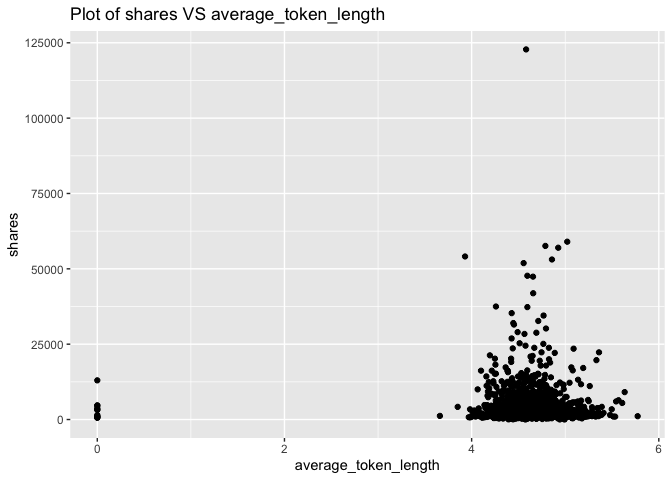 Plot of shares VS average_token_length
125000
100000
75000
50000
25000
0
shares
0 2 4 6
average_token_length